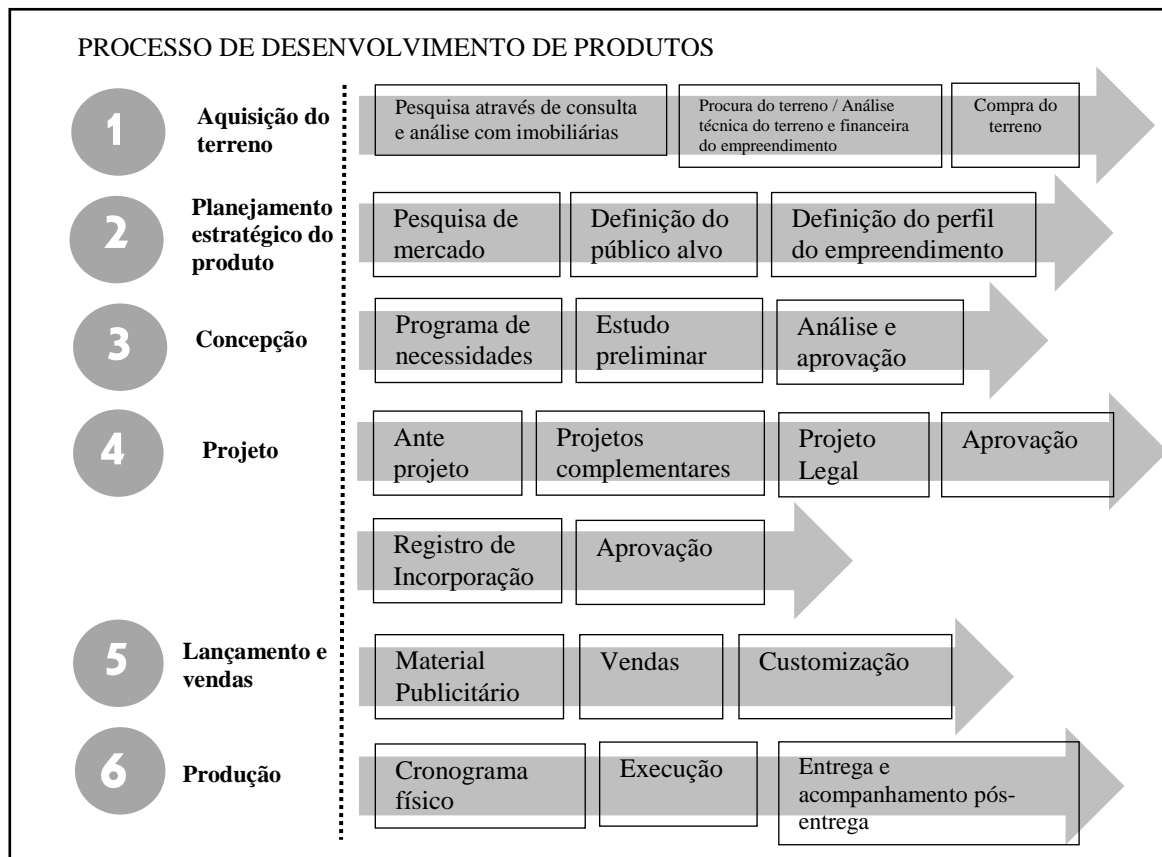 PROCESSO DE DESENVOLVIMENTO DE PRODUTOS
1
Aquisição do
terreno
Pesquisa através de consulta
e análise com imobiliárias
Procura do terreno / Análise
técnica do terreno e financeira
do empreendimento
Compra do
terreno
2
Planejamento
estratégico do
produto
Pesquisa de
mercado
Definição do
público alvo
Definição do perfil
do empreendimento
3
Concepção
Programa de
necessidades
Estudo
preliminar
Análise e
aprovação
4
Projeto
Ante
projeto
Projetos
complementares
Projeto
Legal
Aprovação
Registro de
Incorporação
Aprovação
5
Lançamento e
vendas
Material
Publicitário
Vendas
Customização
6
Produção
Cronograma
físico
Execução
Entrega e
acompanhamento pós-
entrega